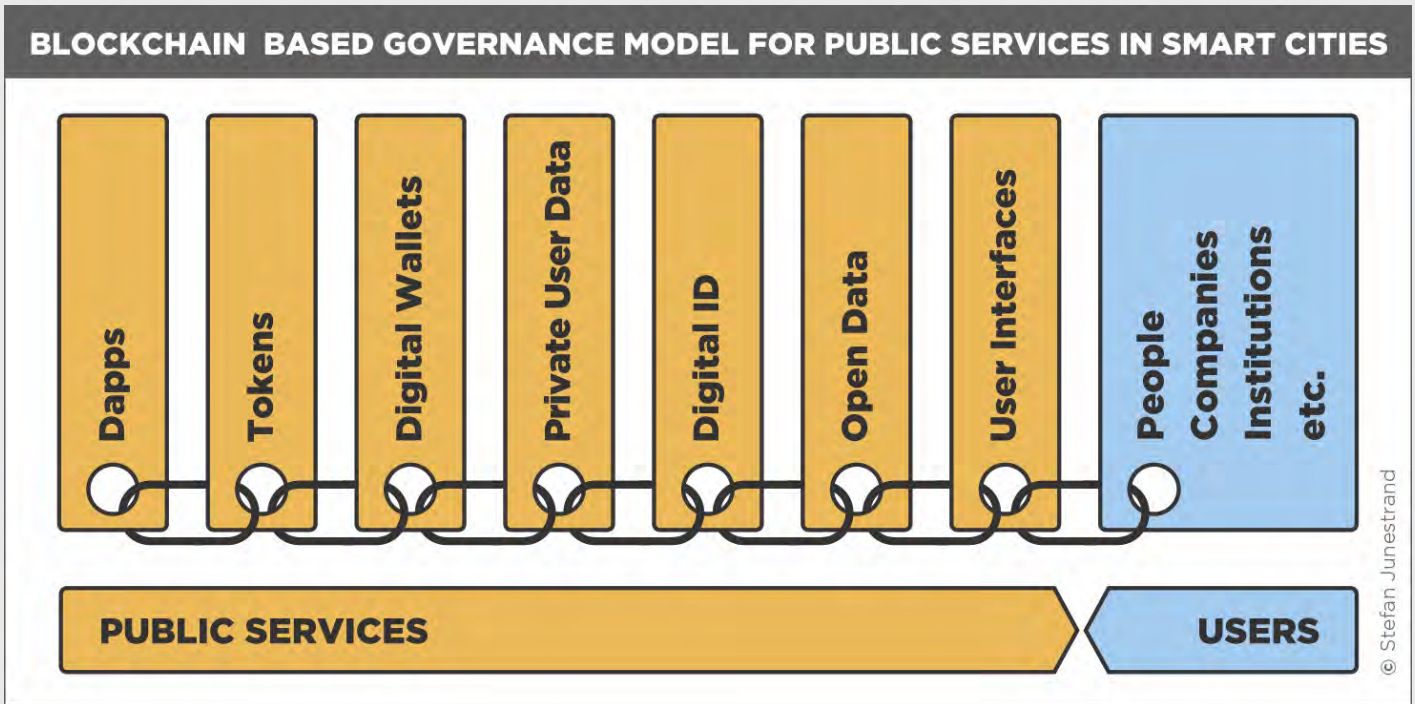 BLOCKCHAIN BASED GOVERNANCE MODEL FOR PUBLIC SERVICES IN SMART CITIES
Dapps
Tokens
Digital Wallets
Private User Data
Digital ID
Open Data
User Interfaces
People
Companies
Institutions
etc.
PUBLIC SERVICES
USERS
© Stefan Junestrand